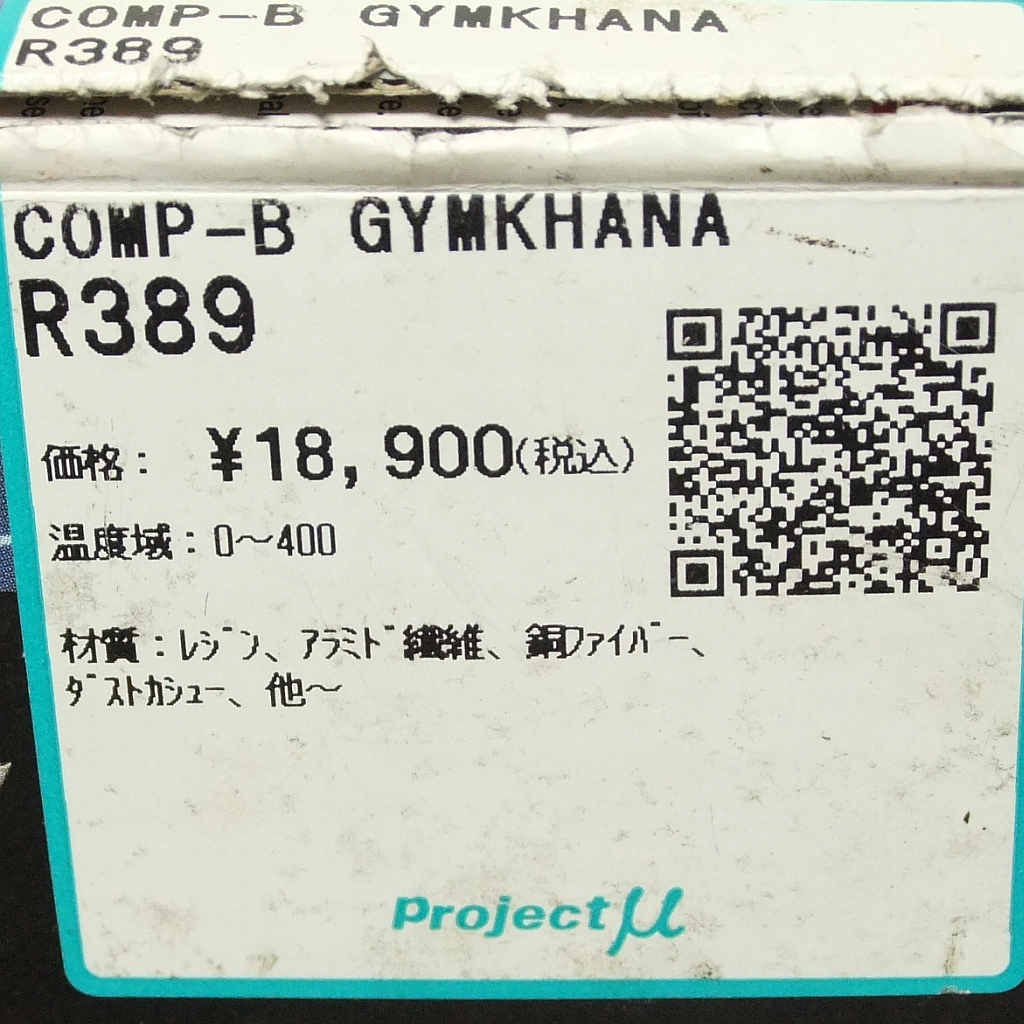 COMP-B GYMKHANA
R389
COMP-B GYMKHANA
R389
価格: ¥18,900(税込)
温度域:0~400
材質:レジン、アラミド繊維、銅ファイバー、
ダストカシュー、他~
Project μ